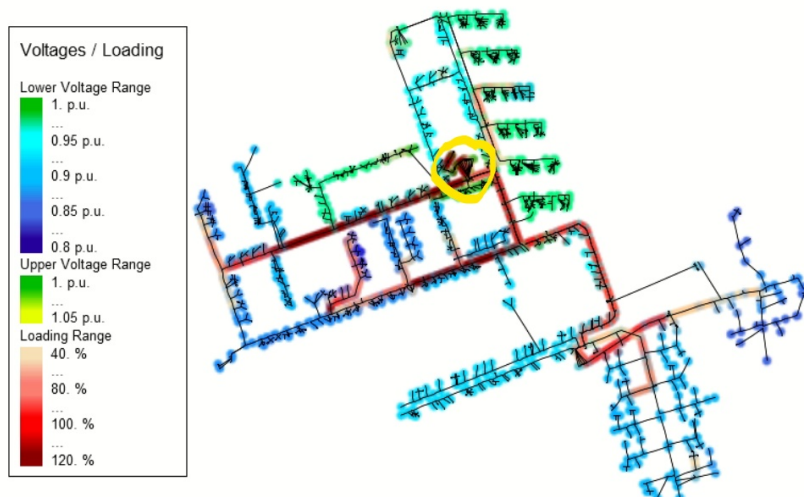 Voltages / Loading
Lower Voltage Range
1. p.u.
...
0.95 p.u.
...
0.9 p.u.
...
0.85 p.u.
...
0.8 p.u.
Upper Voltage Range
1. p.u.
...
1.05 p.u.
Loading Range
40. %
...
80. %
...
100. %
...
120. %